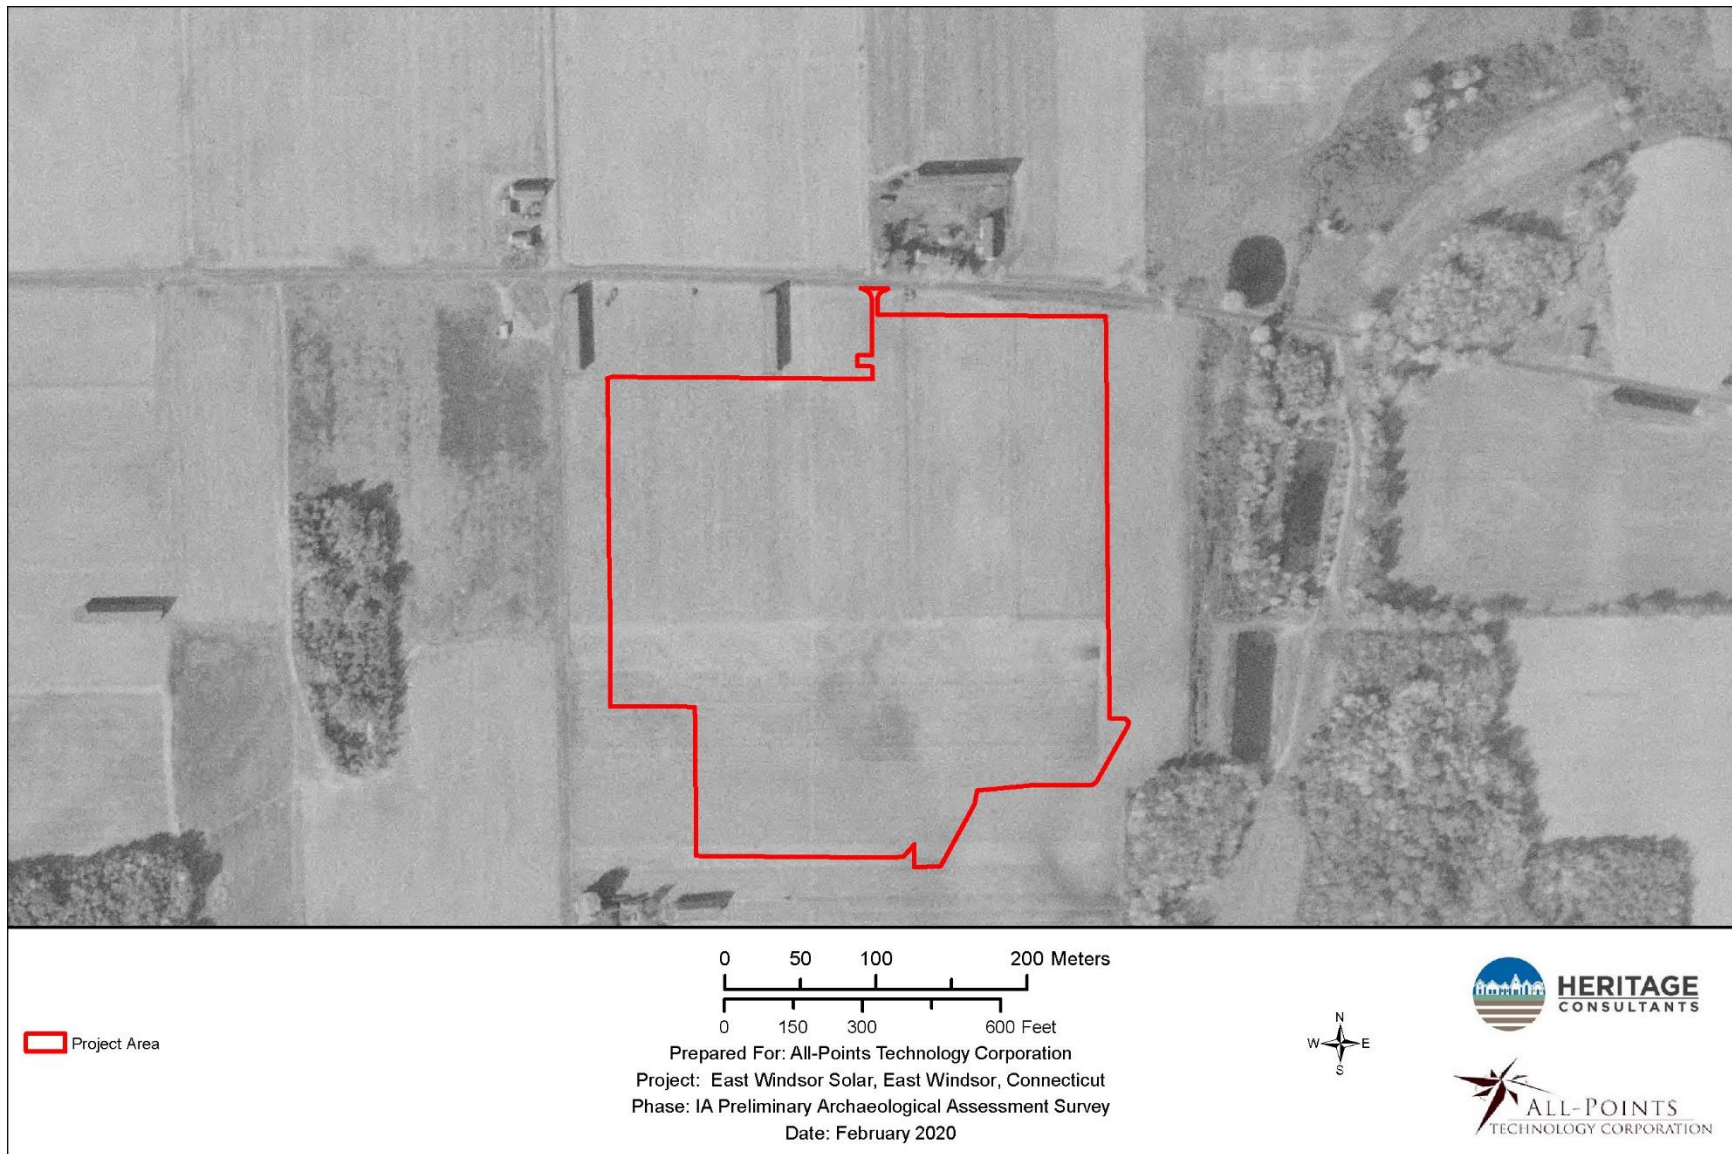 0 50 100 200 Meters
0 150 300 600 Feet
Project Area
Prepared For: All-Points Technology Corporation
Project: East Windsor Solar, East Windsor, Connecticut
Phase: IA Preliminary Archaeological Assessment Survey
Date: February 2020
N
W E
S
HERITAGE
CONSULTANTS
ALL-POINTS
TECHNOLOGY CORPORATION